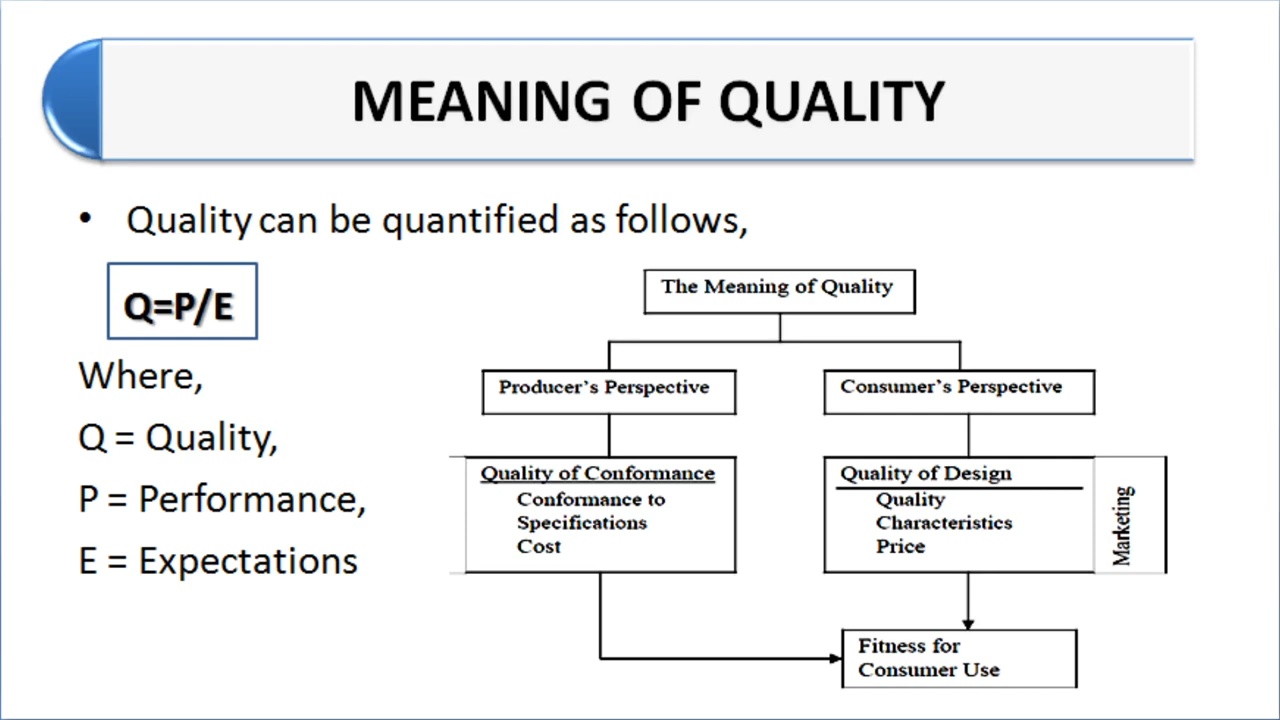 MEANING OF QUALITY
• Quality can be quantified as follows,
Q=P/E
Where,
Q = Quality,
P = Performance,
E = Expectations
The Meaning of Quality
Producer's Perspective
Consumer's Perspective
Quality of Conformance
Conformance to
Specifications
Cost
Quality of Design
Quality
Characteristics
Price
Marketing
Fitness for
Consumer Use